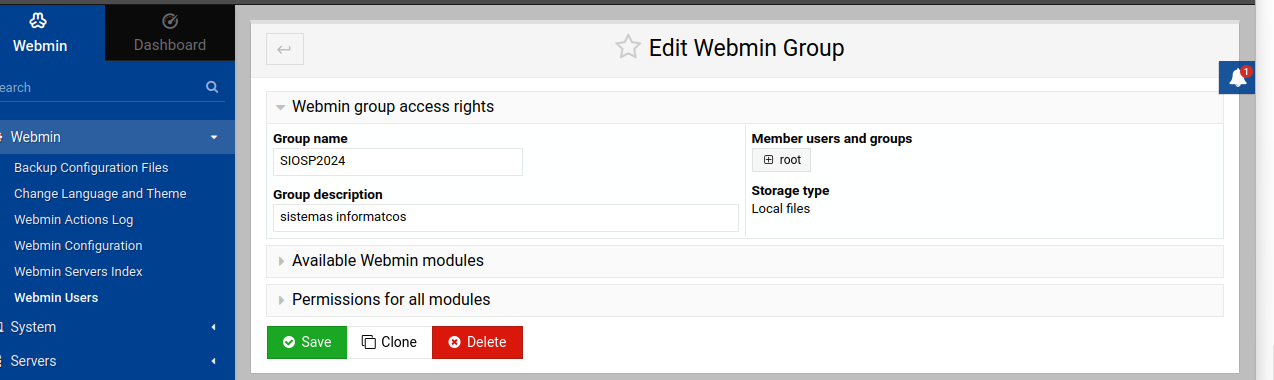 Webmin
Dashboard
earch
Webmin
Backup Configuration Files
Change Language and Theme
Webmin Actions Log
Webmin Configuration
Webmin Servers Index
Webmin Users
System
Servers
Edit Webmin Group
1
Webmin group access rights
Group name
SIOSP2024
Group description
sistemas informatcos
Member users and groups
root
Storage type
Local files
Available Webmin modules
Permissions for all modules
Save Clone Delete